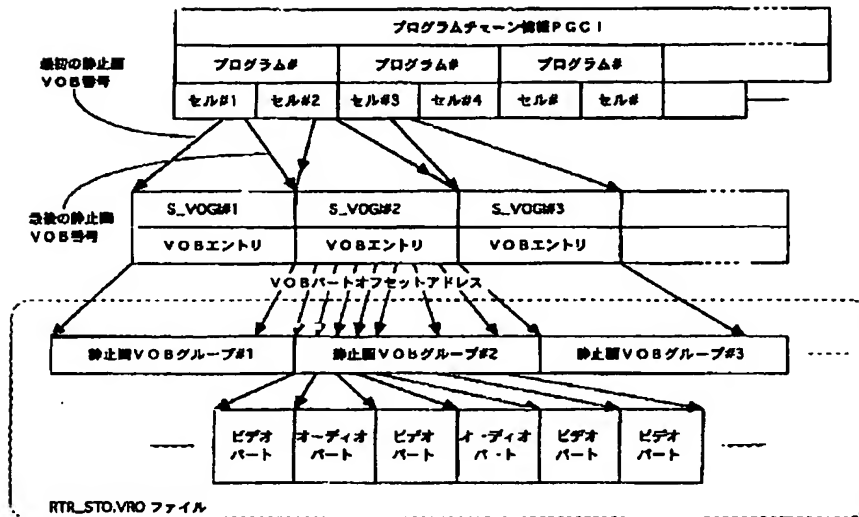 プログラムチェーン情報PGCI
プログラム# プログラム# プログラム#
セル#1 セル#2 セル#3 セル#4 セル# セル#
最初の静止画
VOB番号
最後の静止画
VOB番号
S_VOGI#1 S_VOGI#2 S_VOGI#3
VOBエントリ VOBエントリ VOBエントリ
VOBパートオフセットアドレス
静止画VOBグループ#1 静止画VOBグループ#2 静止画VOBグループ#3
ビデオ オーディオ ビデオ オーディオ ビデオ ビデオ
パート パート パート パート パート パート
RTR_STO.VRO ファイル